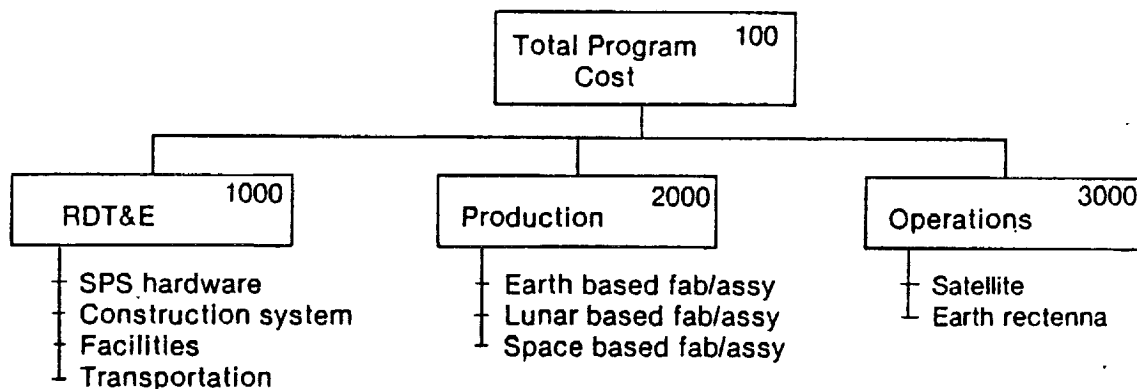 Total Program 100
Cost
RDT&E 1000
Production 2000
Operations 3000
SPS hardware
Construction system
Facilities
Transportation
Earth based fab/assy
Lunar based fab/assy
Space based fab/assy
Satellite
Earth rectenna